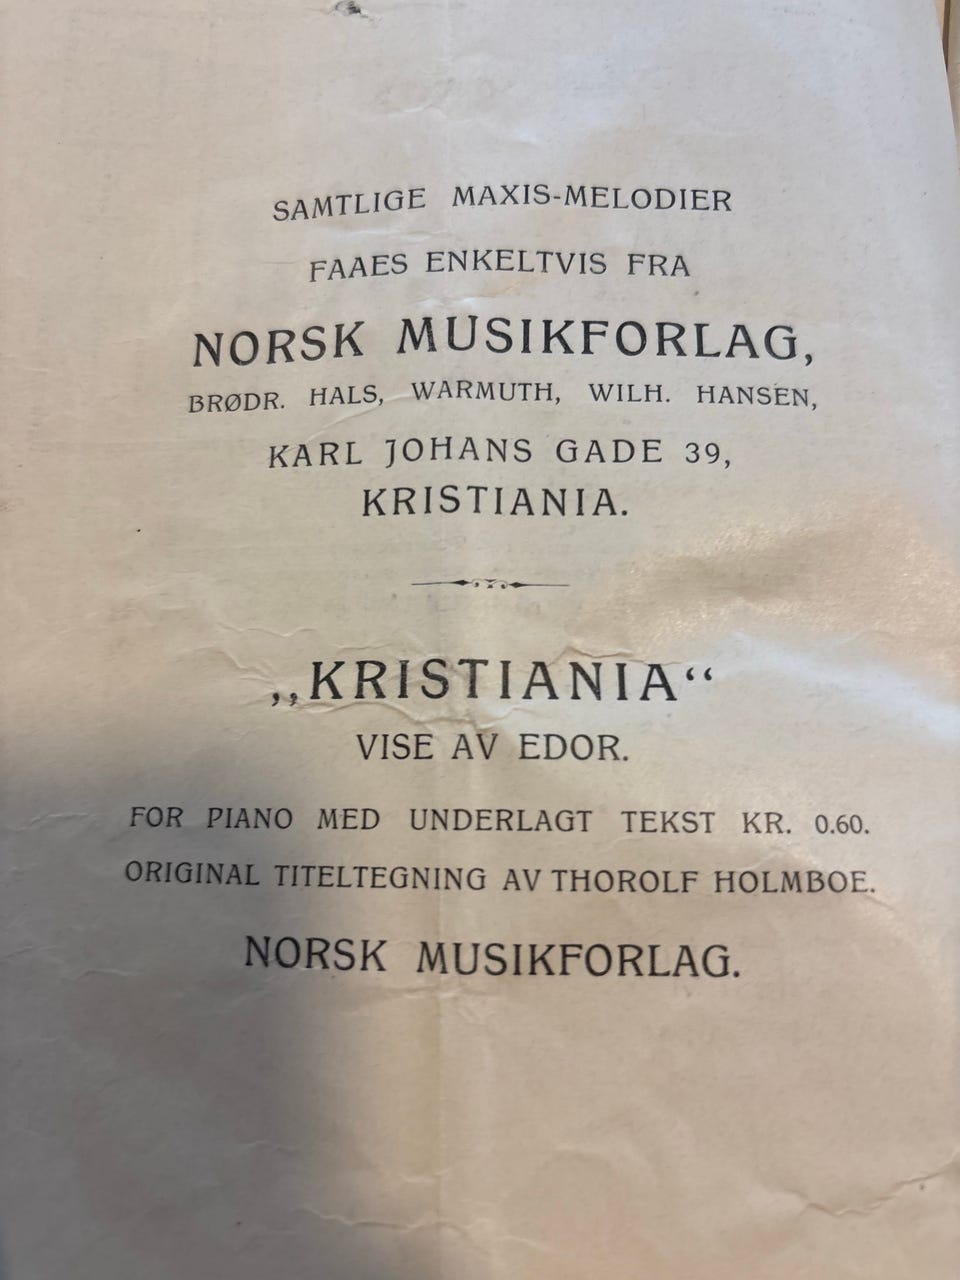 SAMTLIGE MAXIS-MELODIER
FAAES ENKELTVIS FRA
NORSK MUSIKFORLAG,
BRØDR. HALS, WARMUTH, WILH. HANSEN,
KARL JOHANS GADE 39,
KRISTIANIA.
„KRISTIANIA“
VISE AV EDOR.
FOR PIANO MED UNDERLAGT TEKST KR. 0.60.
ORIGINAL TITELTEGNING AV THOROLF HOLMBOE.
NORSK MUSIKFORLAG.